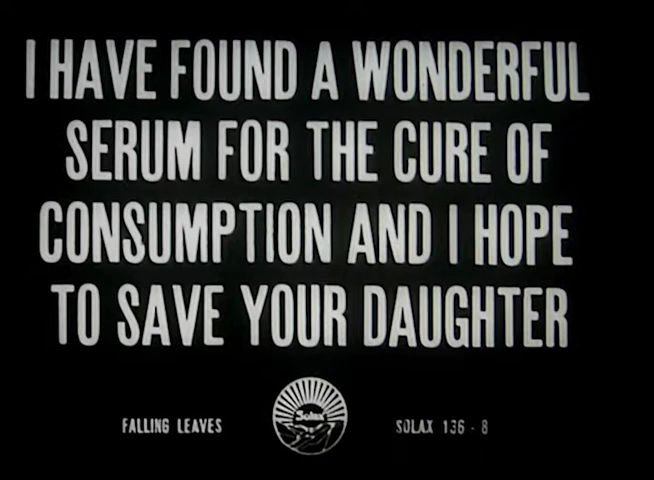 I HAVE FOUND A WONDERFUL
SERUM FOR THE CURE OF
CONSUMPTION AND I HOPE
TO SAVE YOUR DAUGHTER
Solax
FALLING LEAVES
SOLAX 136 - 8